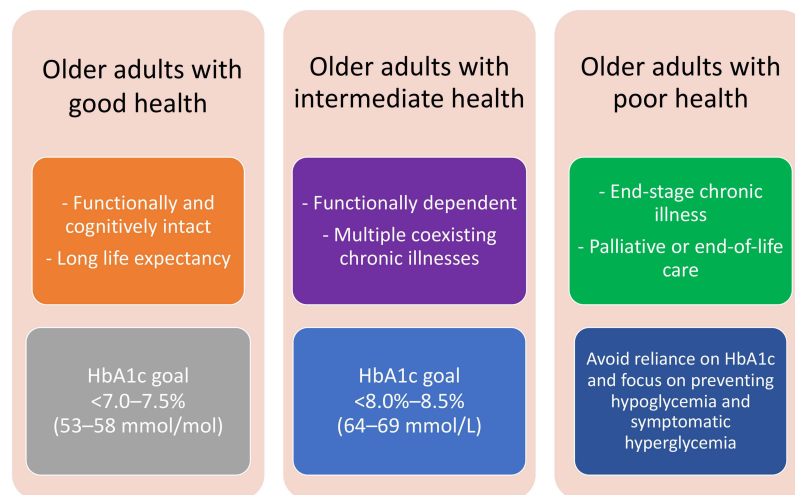 Older adults with
good health
- Functionally and
cognitively intact
- Long life expectancy
HbA1c goal
<7.0–7.5%
(53–58 mmol/mol)
Older adults with
intermediate health
- Functionally dependent
- Multiple coexisting
chronic illnesses
HbA1c goal
<8.0%–8.5%
(64–69 mmol/L)
Older adults with
poor health
- End-stage chronic
illness
- Palliative or end-of-life
care
Avoid reliance on HbA1c
and focus on preventing
hypoglycemia and
symptomatic
hyperglycemia